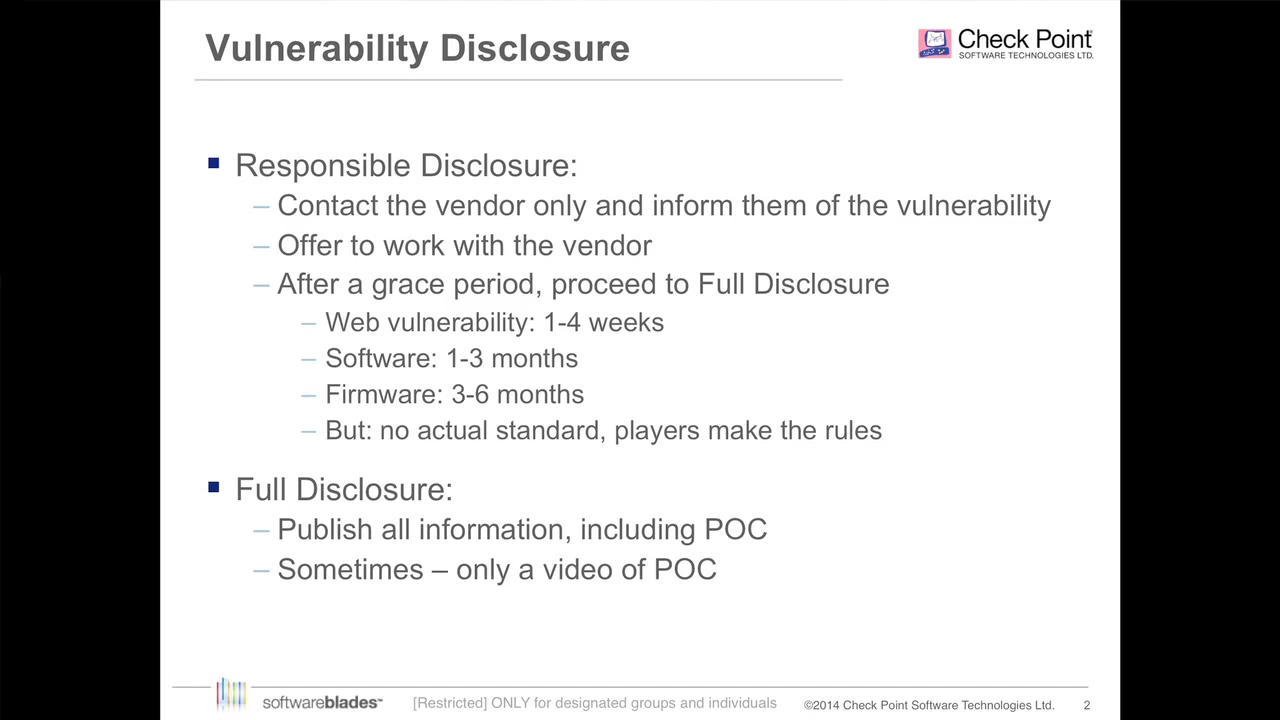 Vulnerability Disclosure
Check Point
SOFTWARE TECHNOLOGIES LTD.
Responsible Disclosure:
– Contact the vendor only and inform them of the vulnerability
– Offer to work with the vendor
– After a grace period, proceed to Full Disclosure
– Web vulnerability: 1-4 weeks
– Software: 1-3 months
– Firmware: 3-6 months
– But: no actual standard, players make the rules
Full Disclosure:
– Publish all information, including POC
– Sometimes – only a video of POC
softwareblades™
[Restricted] ONLY for designated groups and individuals
©2014 Check Point Software Technologies Ltd.
2